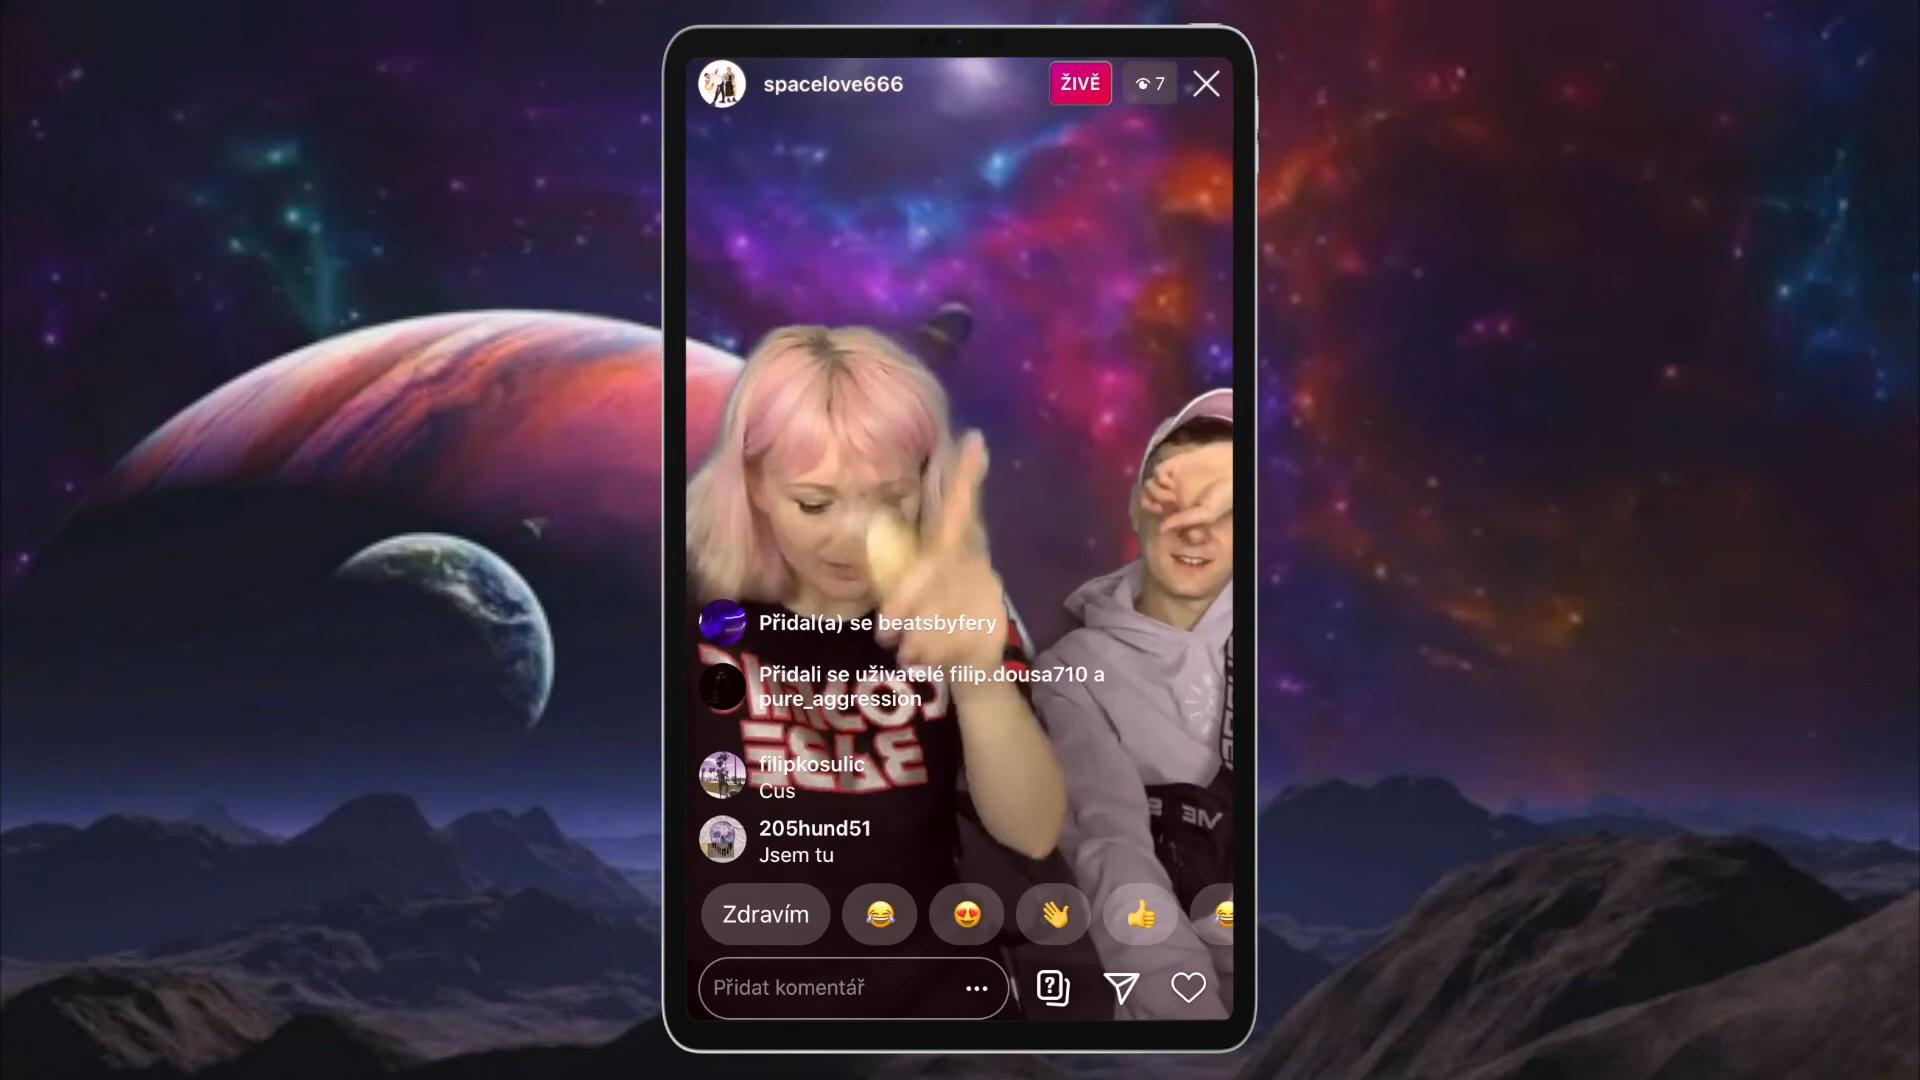 spacelove666
ŽIVĚ
7
Přidal(a) se beatsbyfery
Přidali se uživatelé filip.dousa710 a
pure_aggression
filipkosulic
Cus
205hund51
Jsem tu
Zdravím
Přidat komentář